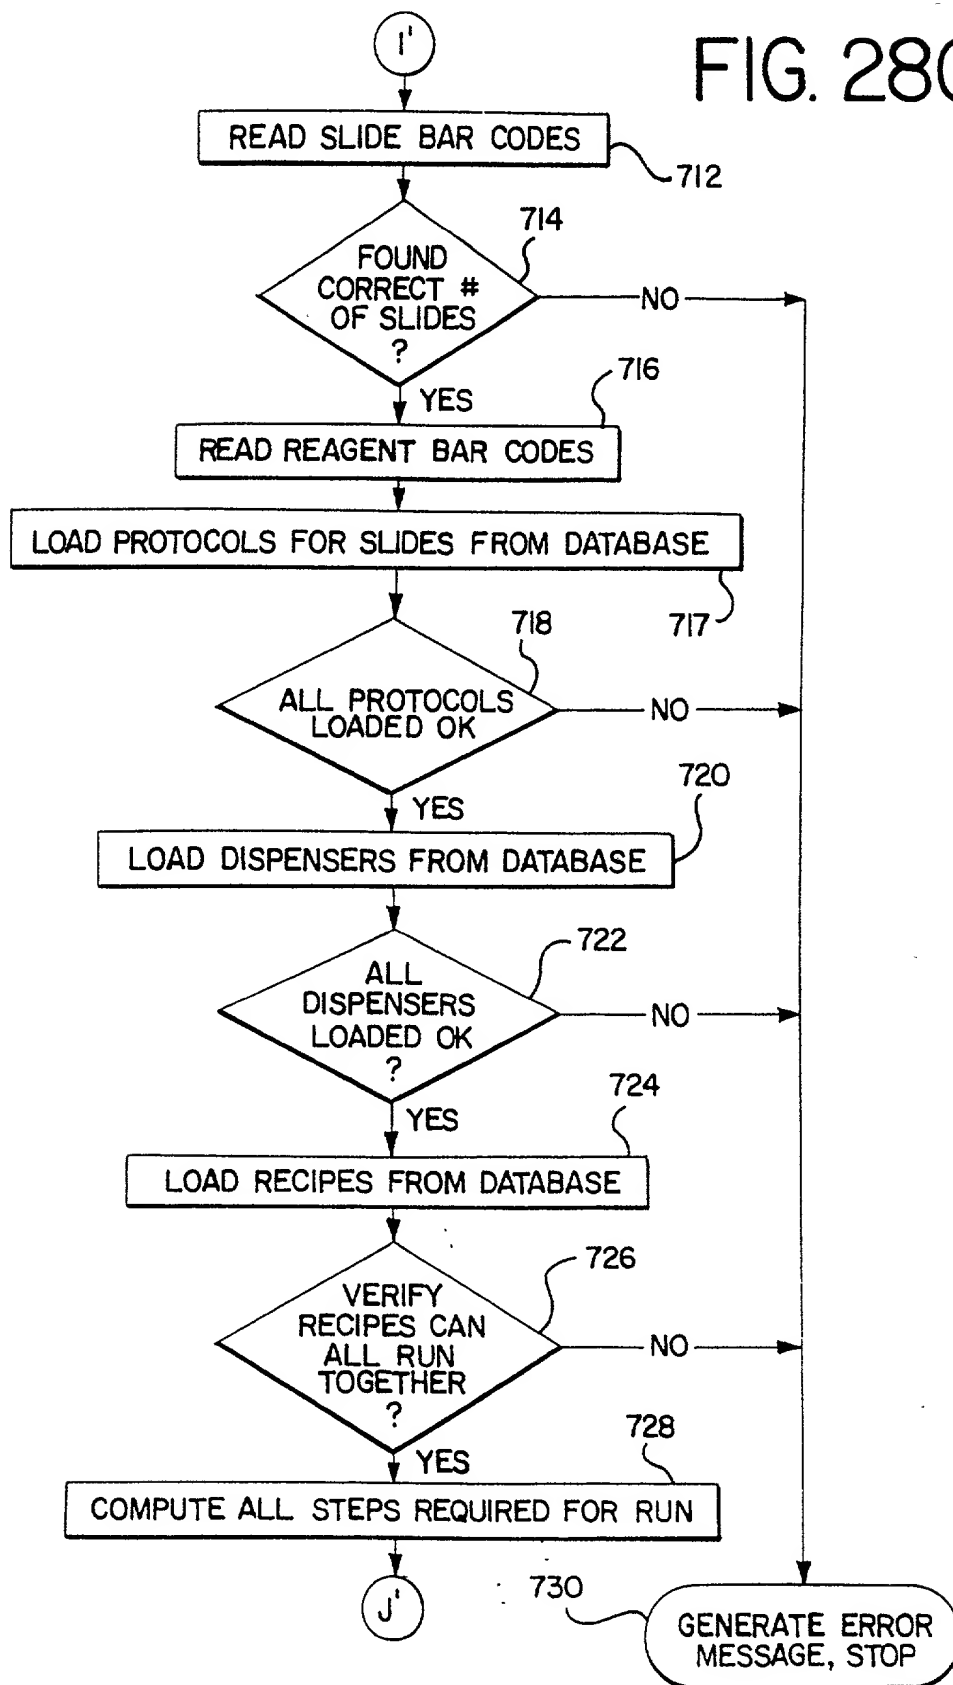 I'
FIG. 28
READ SLIDE BAR CODES
712
714
FOUND
CORRECT #
OF SLIDES
?
NO
YES
716
READ REAGENT BAR CODES
LOAD PROTOCOLS FOR SLIDES FROM DATABASE
717
718
ALL PROTOCOLS
LOADED OK
NO
YES
720
LOAD DISPENSERS FROM DATABASE
722
ALL
DISPENSERS
LOADED OK
?
NO
YES
724
LOAD RECIPES FROM DATABASE
726
VERIFY
RECIPES CAN
ALL RUN
TOGETHER
?
NO
YES
728
COMPUTE ALL STEPS REQUIRED FOR RUN
J'
730
GENERATE ERROR
MESSAGE, STOP